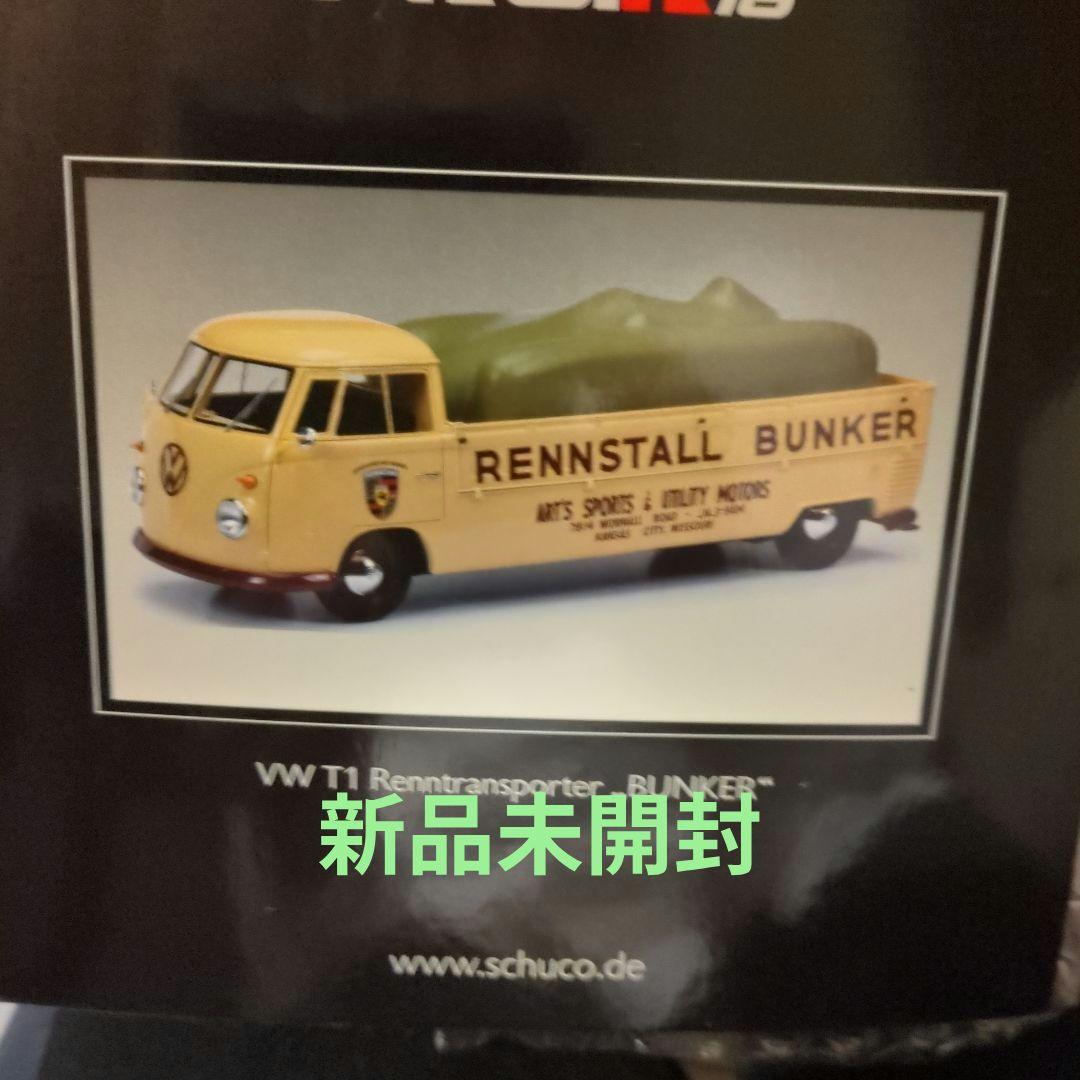 RENNSTALL BUNKER
ART'S SPORTS & UTILITY MOTORS
KANSAS CITY, MISSOURI
VW T1 Renntransporter „BUNKER“
新品未開封
www.schuco.de